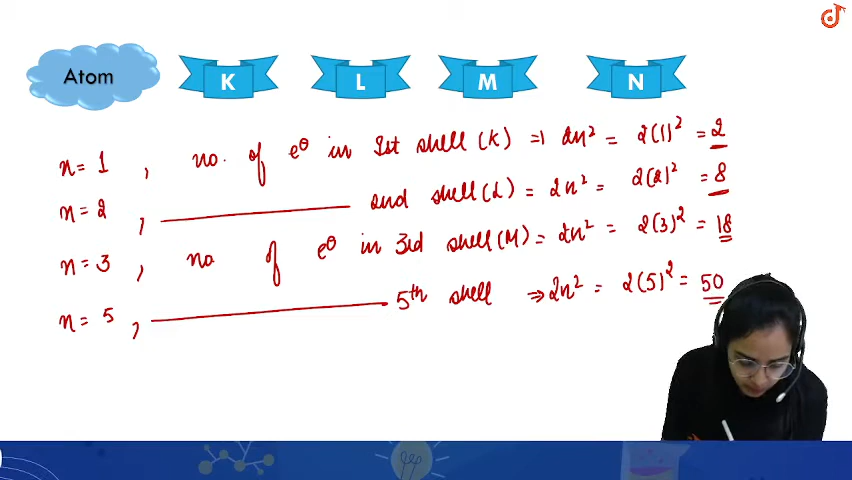 Atom K L M N
n = 1 , no. of e⊖ in Ist shell (K) ⇒ 2n² = 2(1)² = 2
n = 2 , 2nd shell (L) = 2n² = 2(2)² = 8
n = 3 , no of e⊖ in 3rd shell (M) = 2n² = 2(3)² = 18
n = 5 , 5th shell ⇒ 2n² = 2(5)² = 50